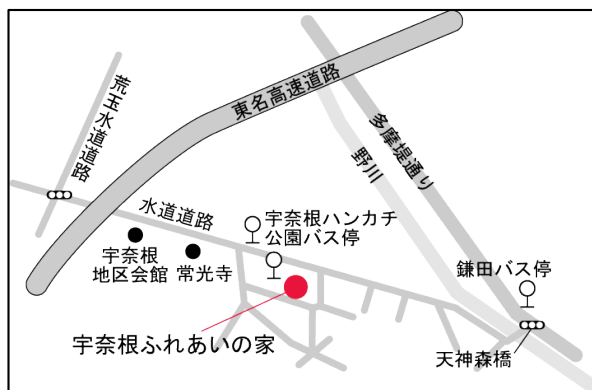 荒玉水道道路
東名高速道路
多摩堤通り
野川
水道道路
宇奈根ハンカチ
公園バス停
宇奈根
地区会館
常光寺
鎌田バス停
宇奈根ふれあいの家
天神森橋